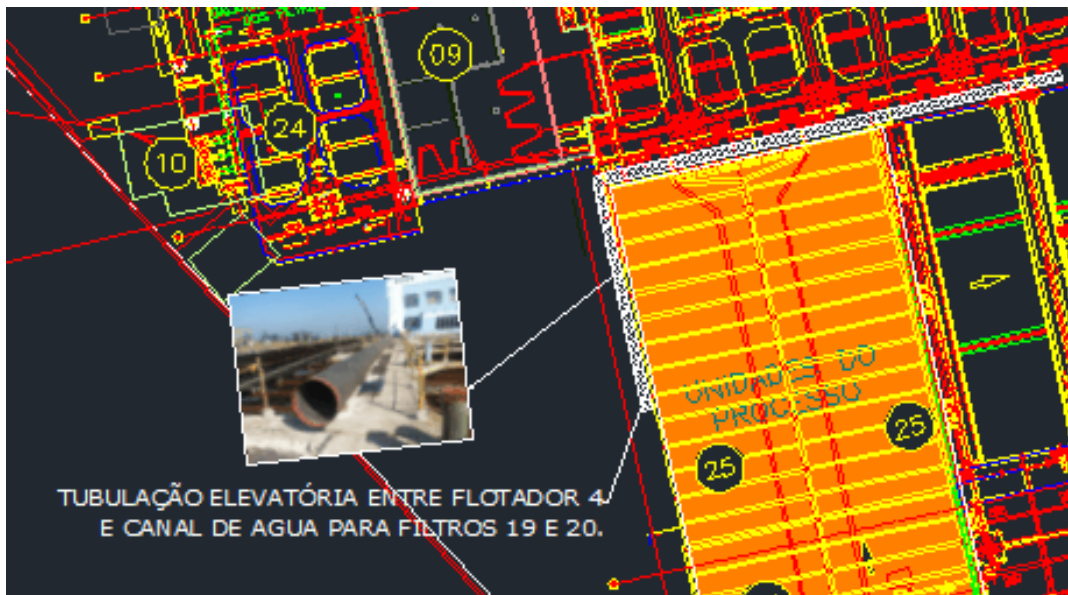 09
24
10
UNIDADES DO
PROCESSO
25
25
TUBULAÇÃO ELEVATÓRIA ENTRE FLOTADOR 4
E CANAL DE AGUA PARA FILTROS 19 E 20.